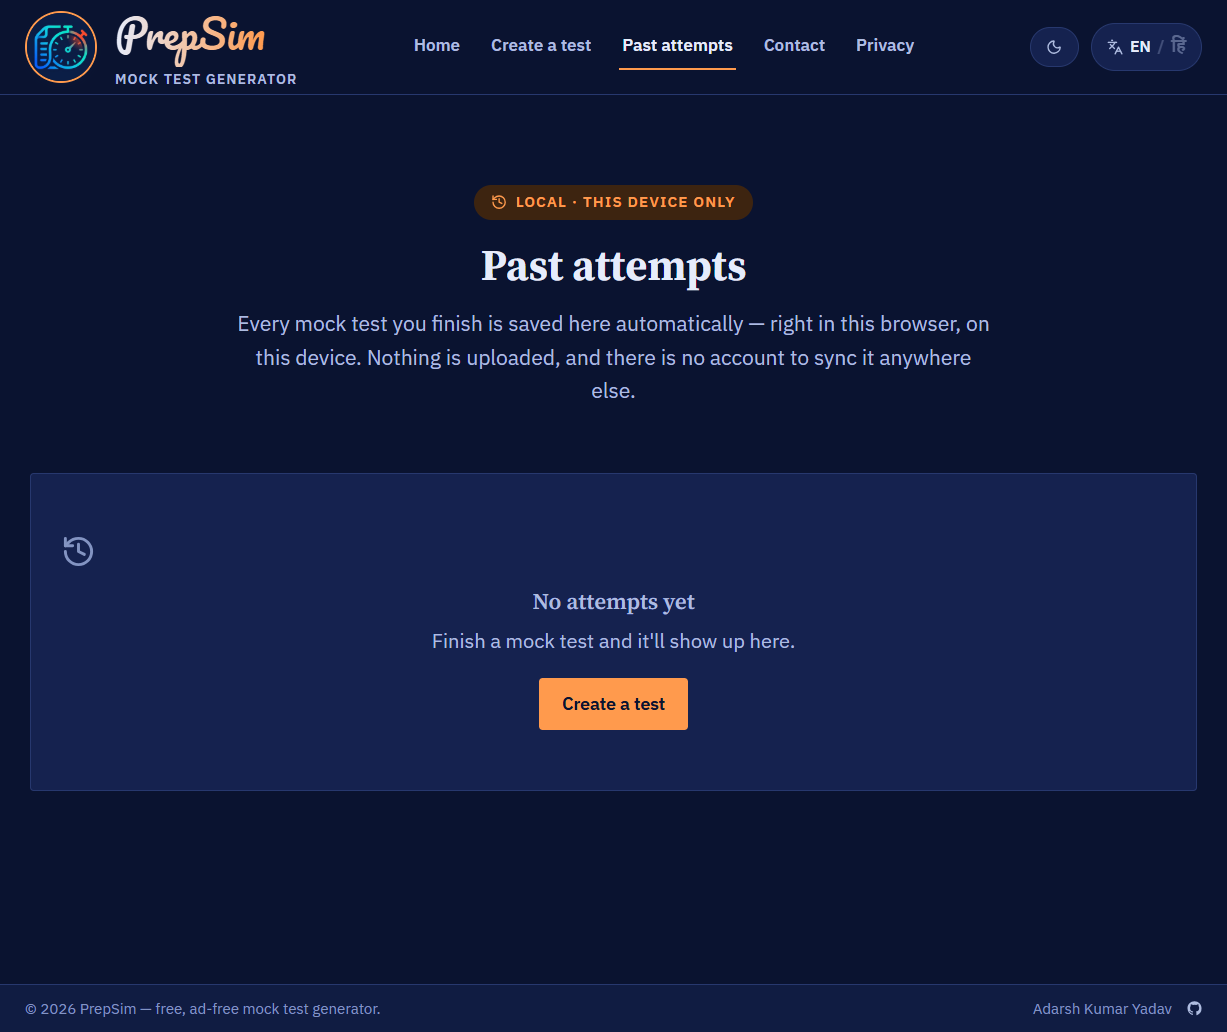 PrepSim
MOCK TEST GENERATOR
Home
Create a test
Past attempts
Contact
Privacy
EN / हिं
LOCAL · THIS DEVICE ONLY
Past attempts
Every mock test you finish is saved here automatically — right in this browser, on
this device. Nothing is uploaded, and there is no account to sync it anywhere
else.
No attempts yet
Finish a mock test and it'll show up here.
Create a test
© 2026 PrepSim — free, ad-free mock test generator.
Adarsh Kumar Yadav